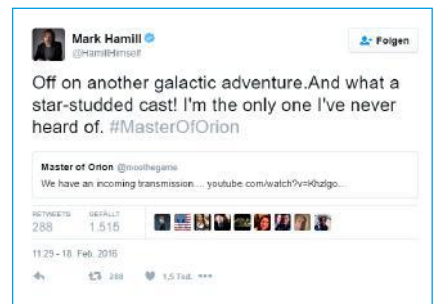 Mark Hamill
@HamillHimself
Folgen
Off on another galactic adventure.And what a
star-studded cast! I'm the only one I've never
heard of. #MasterOfOrion
Master of Orion @moothegame
We have an incoming transmission... youtube.com/watch?v=Khzlgo...
RETWEETS GEFÄLLT
288 1.515
11:29 - 18. Feb. 2016
288 1,5 Tsd.